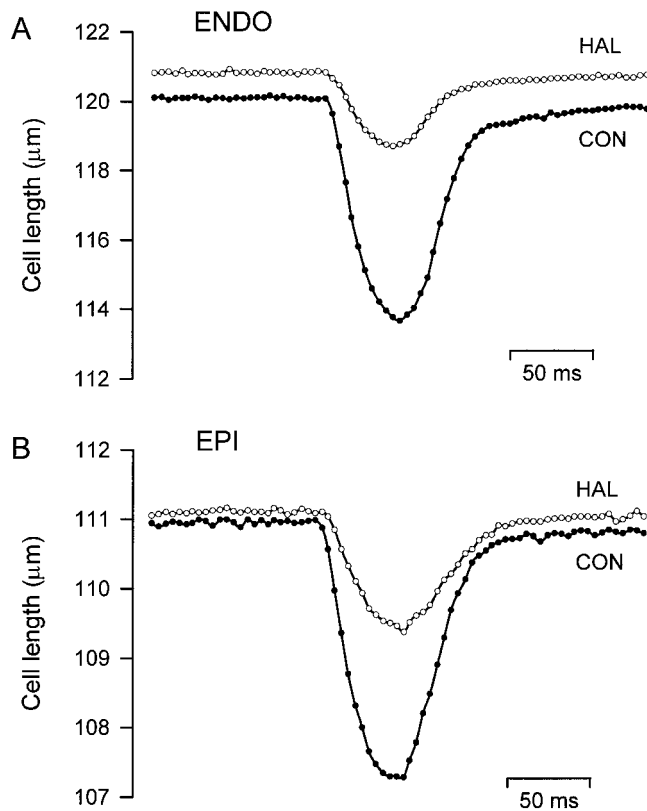 A
ENDO
122
120
118
116
114
112
Cell length (μm)
HAL
CON
50 ms
B
EPI
112
111
110
109
108
107
Cell length (μm)
HAL
CON
50 ms